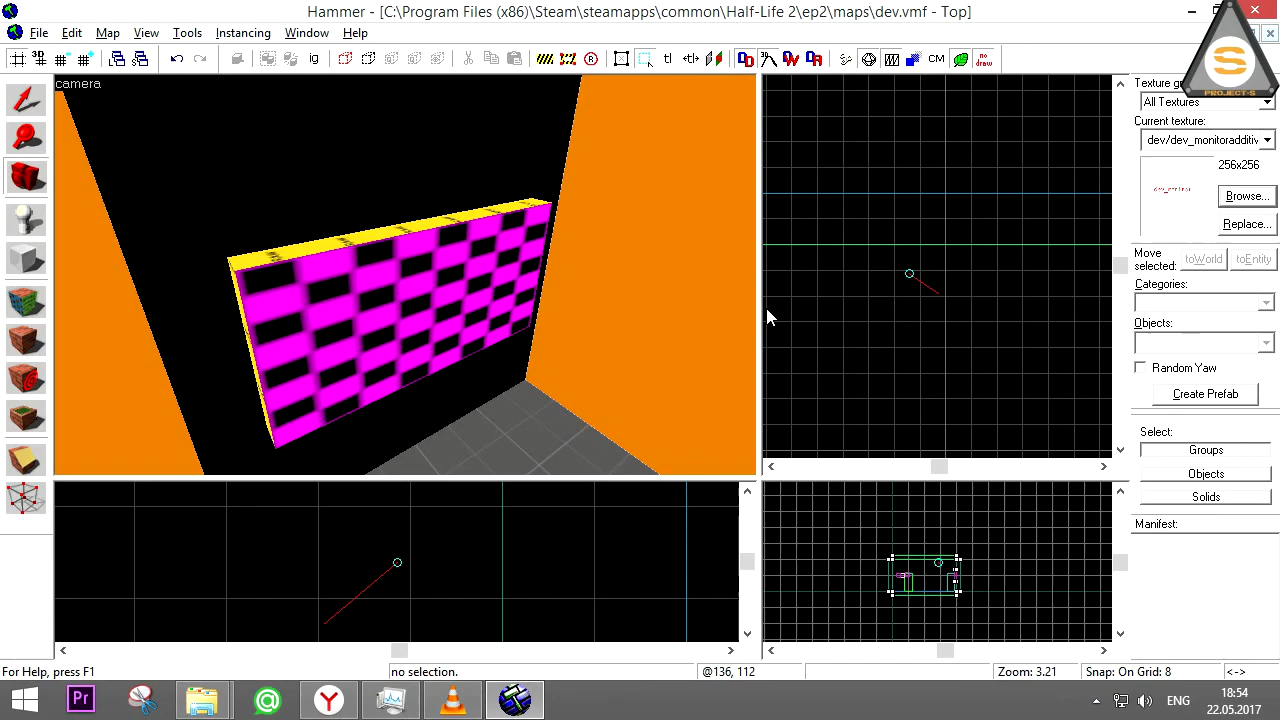 Hammer - [C:\Program Files (x86)\Steam\steamapps\common\Half-Life 2\ep2\maps\dev.vmf - Top]
File Edit Map View Tools Instancing Window Help
S
PROJECT-S
camera
Texture
All Textures
Current texture:
dev/dev_monitoradditiv
256x256
Browse...
Replace...
Move selected:
toWorld
toEntity
Categories:
Objects:
Random Yaw
Create Prefab
Select:
Groups
Objects
Solids
Manifest:
For Help, press F1
no selection.
@136, 112
Zoom: 3.21
Snap: On Grid: 8
<->
Pr
ENG
18:54
22.05.2017